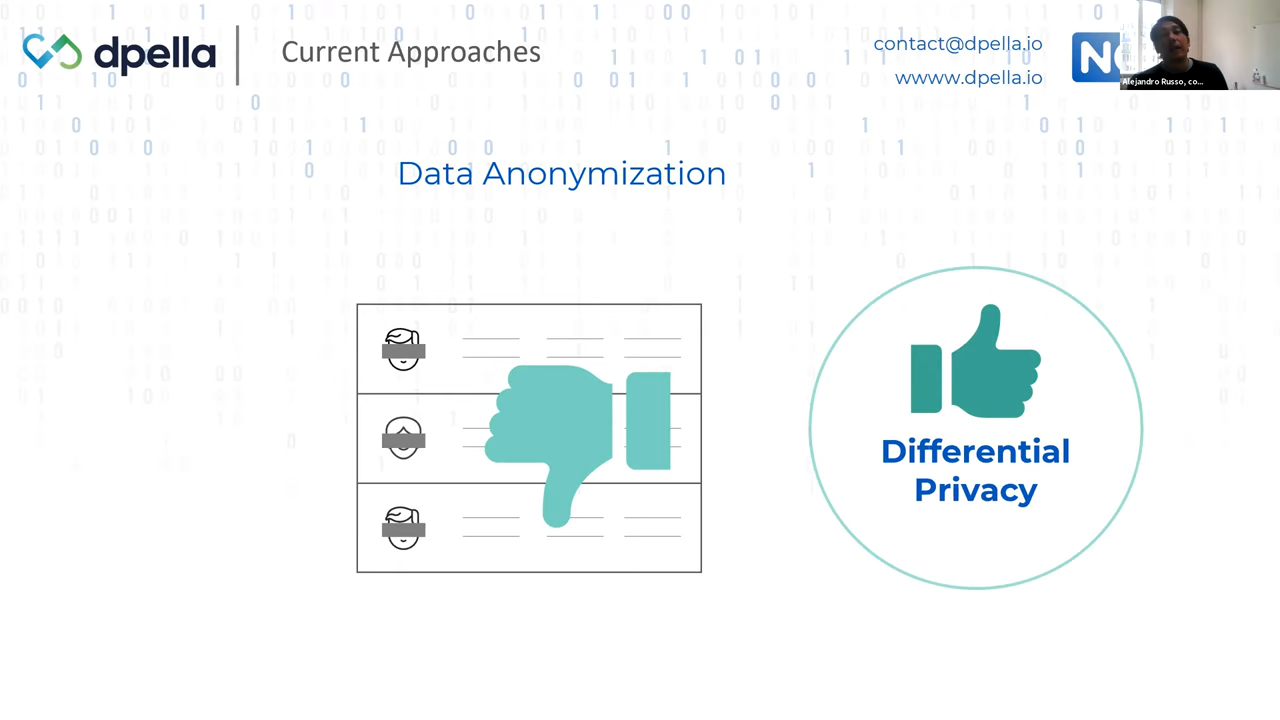 dpella
Current Approaches
contact@dpella.io
wwww.dpella.io
Alejandro Russo, co...
Data Anonymization
Differential
Privacy